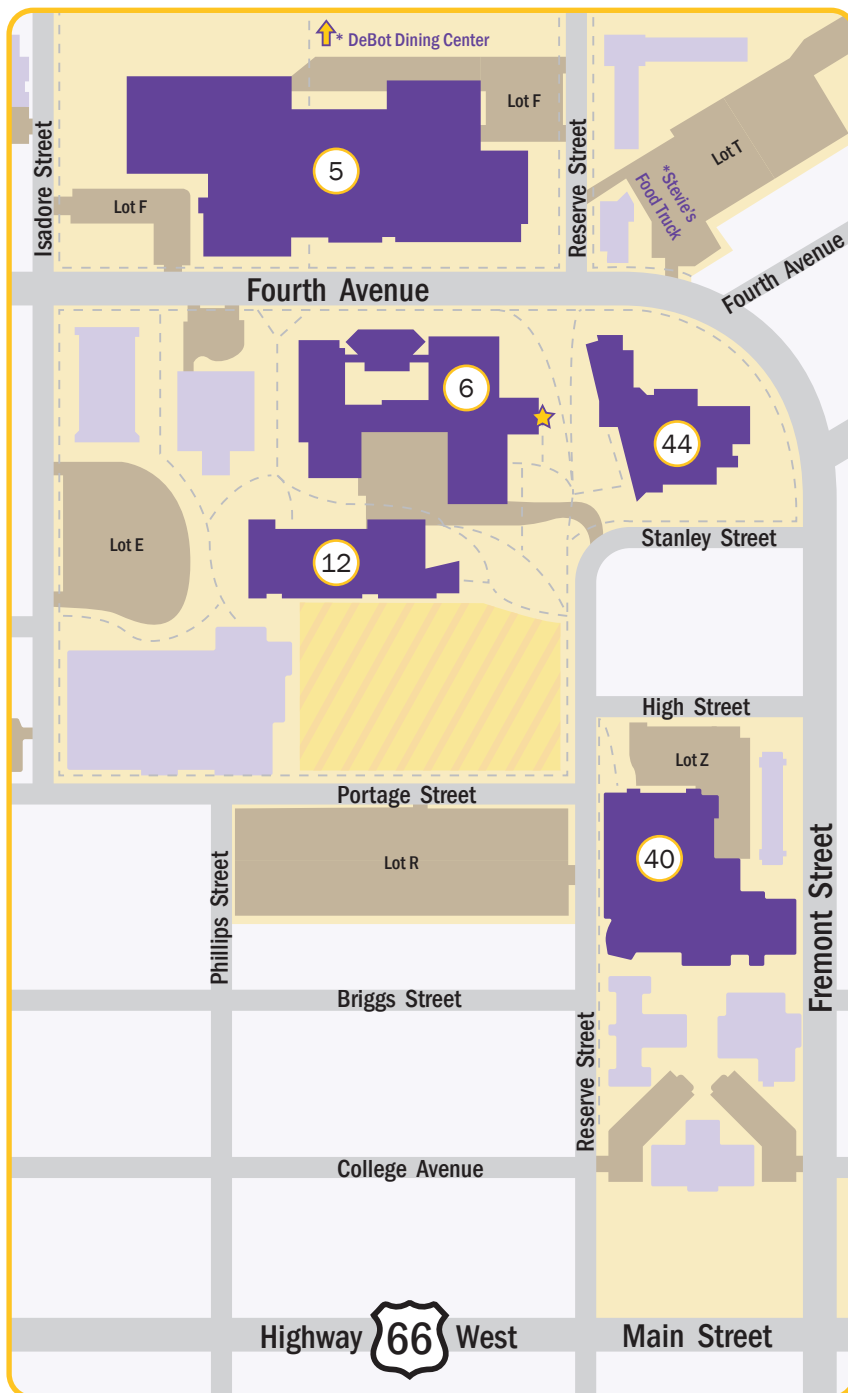 * DeBot Dining Center
Lot F
Lot T
5
*Stevie's
Food Truck
Isadore Street
Reserve Street
Lot F
Fourth Avenue
Fourth Avenue
6
44
Lot E
Stanley Street
12
High Street
Lot Z
Portage Street
40
Lot R
Phillips Street
Fremont Street
Briggs Street
Reserve Street
College Avenue
Highway 66 West
Main Street